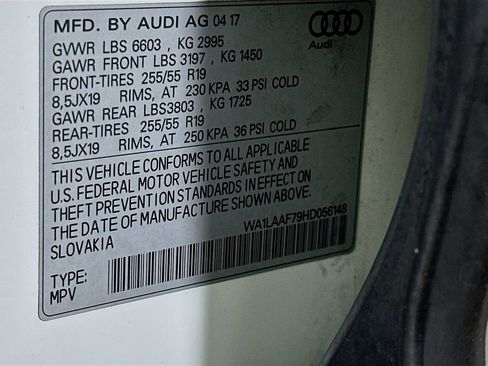 MFD. BY AUDI AG 04 17
Audi
GVWR LBS 6603 , KG 2995
GAWR FRONT LBS 3197 , KG 1450
FRONT-TIRES 255/55 R19
8,5JX19 RIMS, AT 230 KPA 33 PSI COLD
GAWR REAR LBS3803 , KG 1725
REAR-TIRES 255/55 R19
8,5JX19 RIMS, AT 250 KPA 36 PSI COLD
THIS VEHICLE CONFORMS TO ALL APPLICABLE
U.S. FEDERAL MOTOR VEHICLE SAFETY AND
THEFT PREVENTION STANDARDS IN EFFECT ON
THE DATE OF MANUFACTURE SHOWN ABOVE.
SLOVAKIA
WA1LAAF79HD056148
TYPE:
MPV